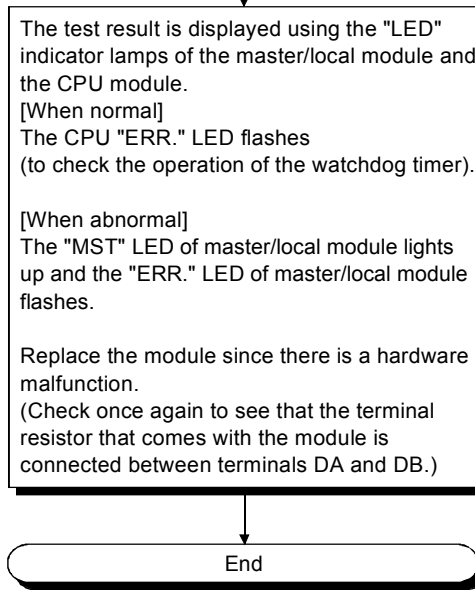 The test result is displayed using the "LED"
indicator lamps of the master/local module and
the CPU module.
[When normal]
The CPU "ERR." LED flashes
(to check the operation of the watchdog timer).
[When abnormal]
The "MST" LED of master/local module lights
up and the "ERR." LED of master/local module
flashes.
Replace the module since there is a hardware
malfunction.
(Check once again to see that the terminal
resistor that comes with the module is
connected between terminals DA and DB.)
End